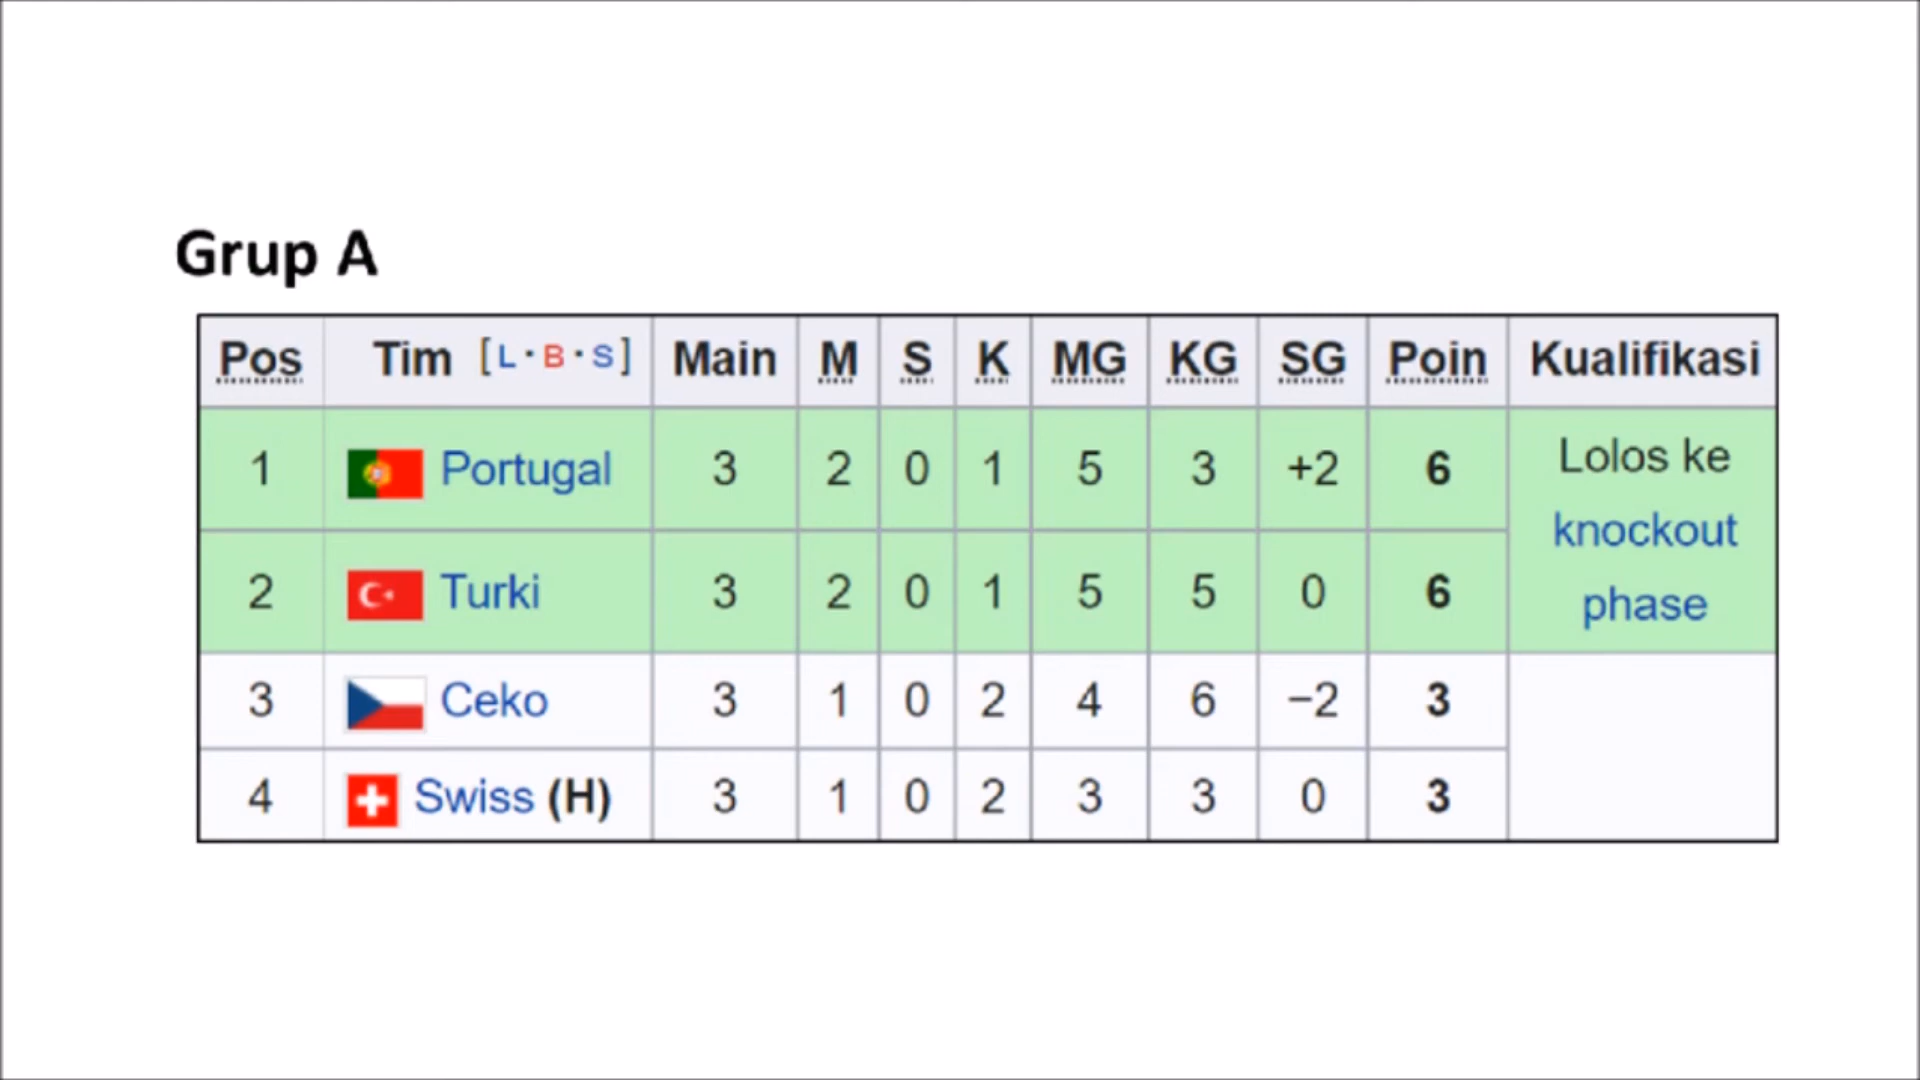 Grup A
Pos Tim [L · B · S] Main M S K MG KG SG Poin Kualifikasi
1 Portugal 3 2 0 1 5 3 +2 6 Lolos ke
knockout
phase
2 Turki 3 2 0 1 5 5 0 6
3 Ceko 3 1 0 2 4 6 −2 3
4 Swiss (H) 3 1 0 2 3 3 0 3